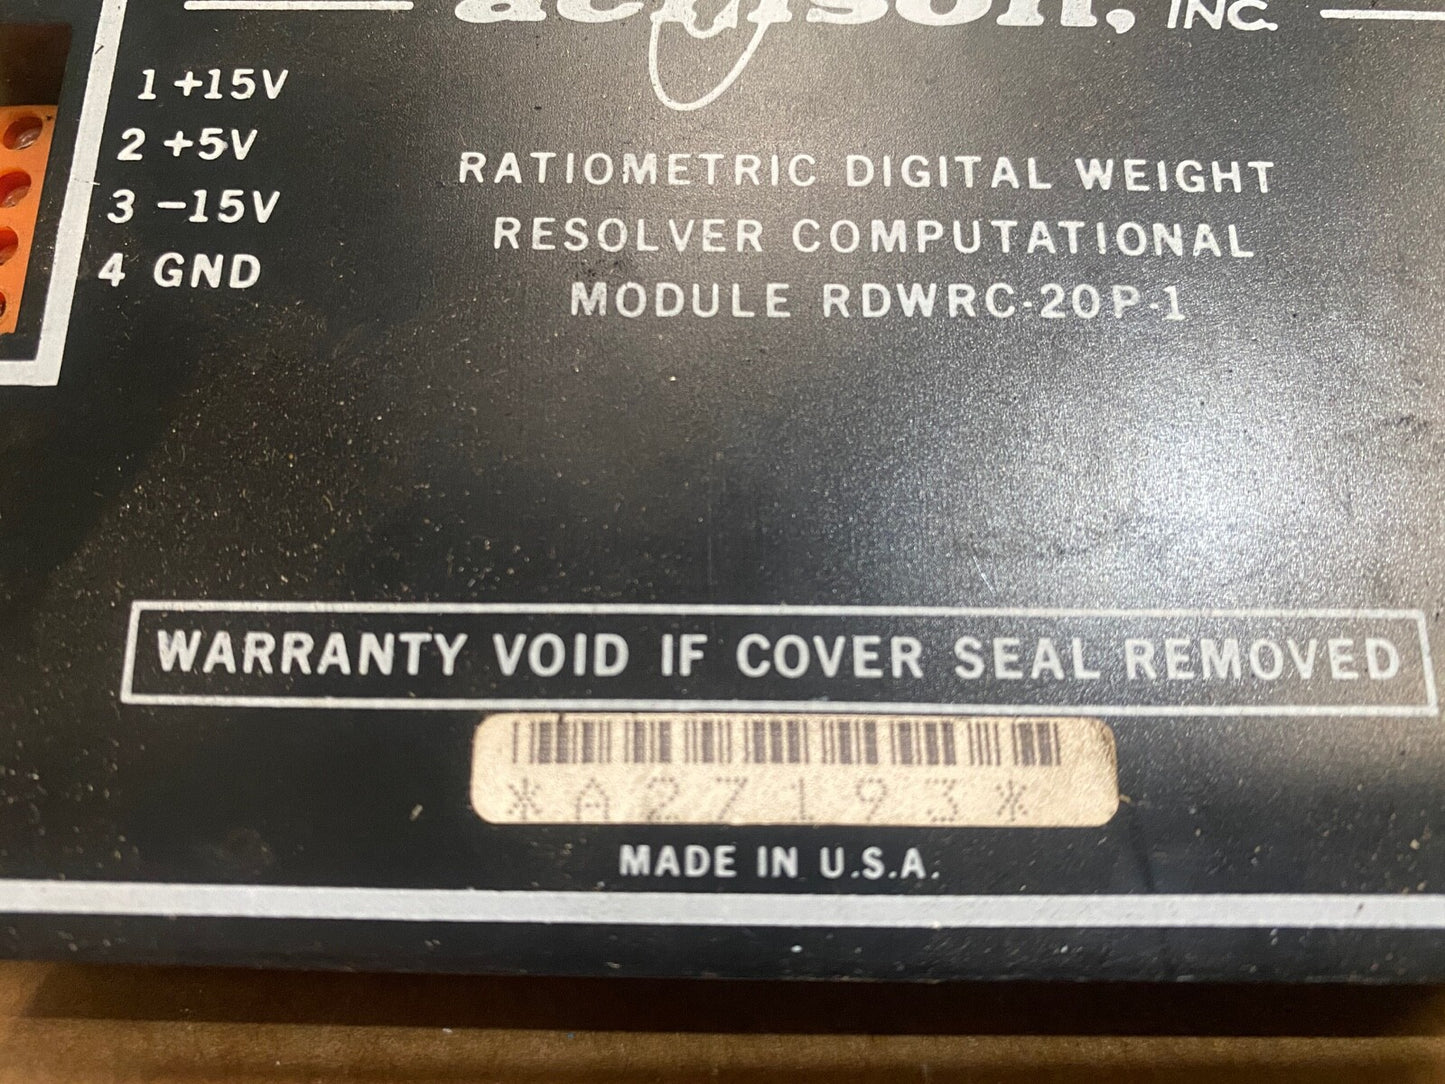 acrison, INC.
1 +15V
2 +5V
3 -15V
4 GND
RATIOMETRIC DIGITAL WEIGHT
RESOLVER COMPUTATIONAL
MODULE RDWRC-20P-1
WARRANTY VOID IF COVER SEAL REMOVED
*A27193*
MADE IN U.S.A.